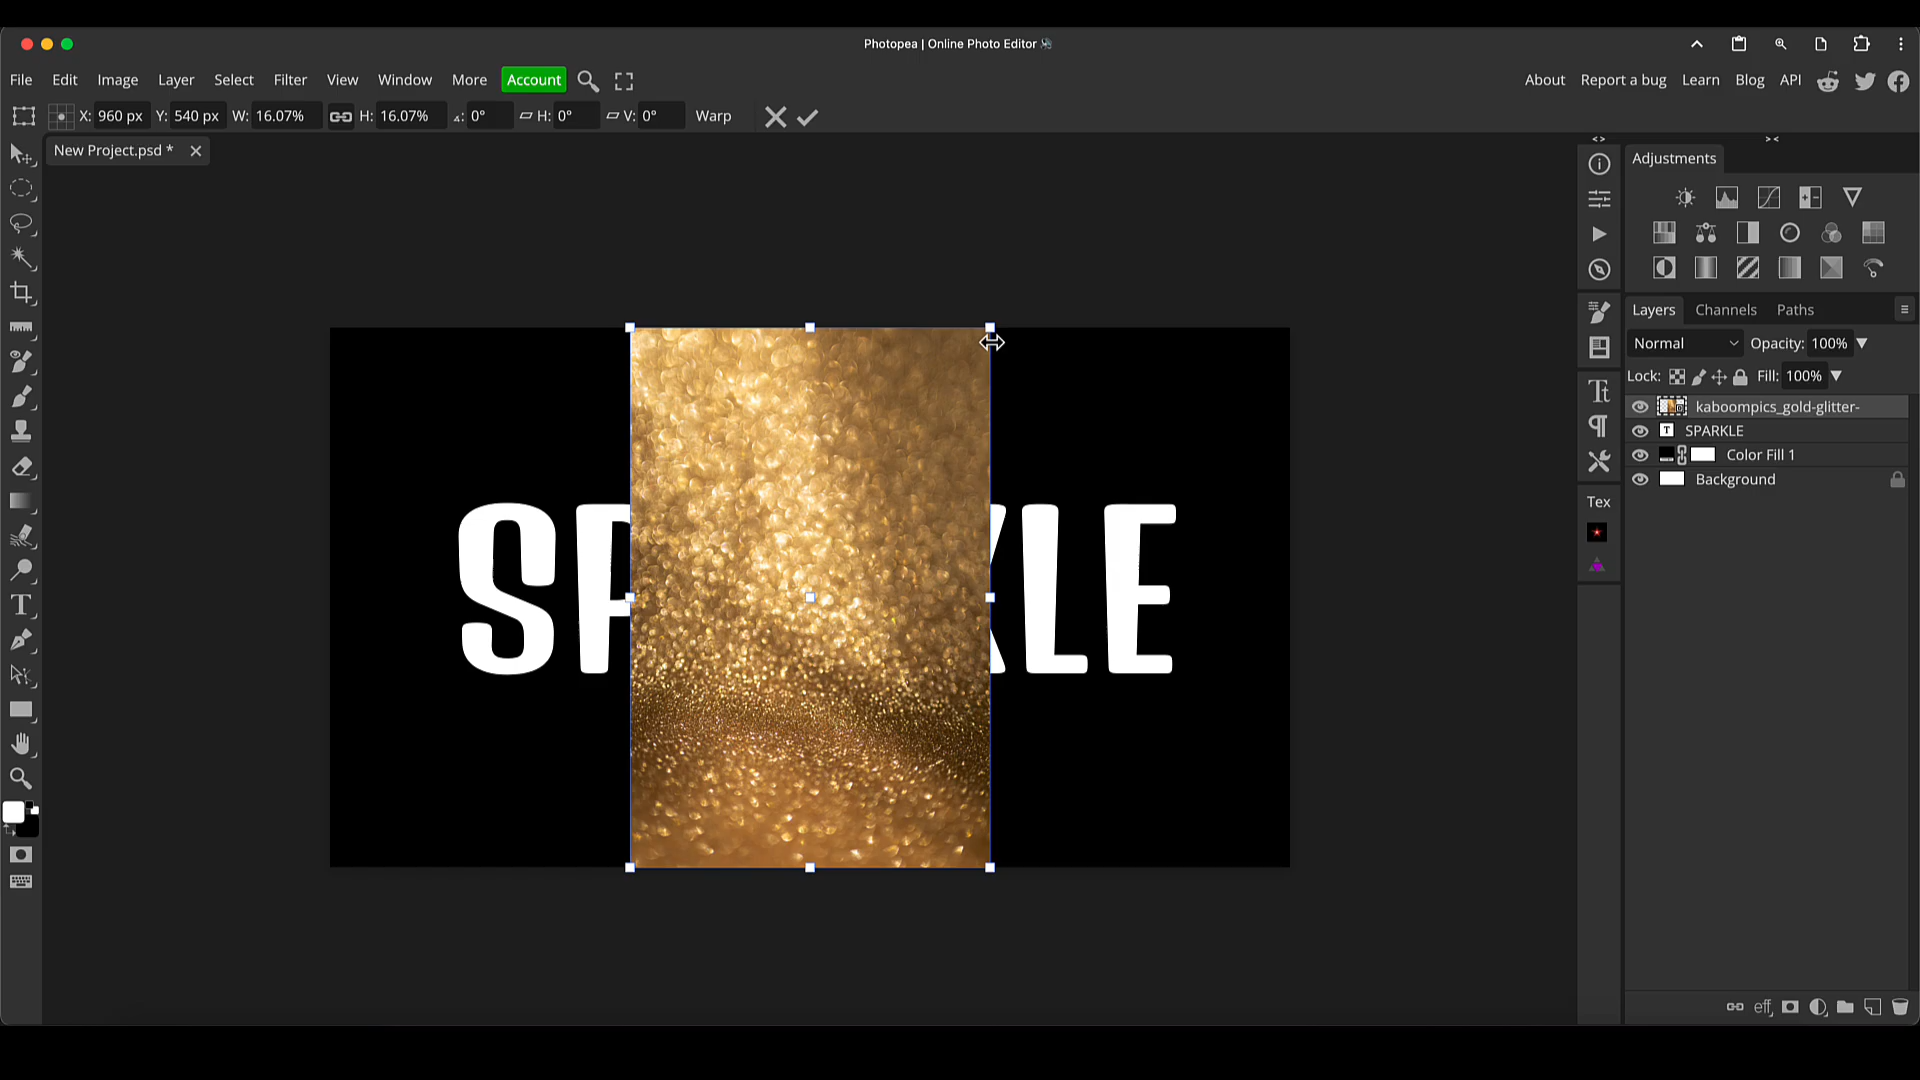 Photopea | Online Photo Editor
File Edit Image Layer Select Filter View Window More Account About Report a bug Learn Blog API
X: 960 px Y: 540 px W: 16.07% H: 16.07% 0° H: 0° V: 0° Warp
New Project.psd *
Adjustments
Layers Channels Paths
Normal Opacity: 100%
Lock: Fill: 100%
kaboompics_gold-glitter-
SPARKLE
Color Fill 1
Background
Tex
SP KLE
eff